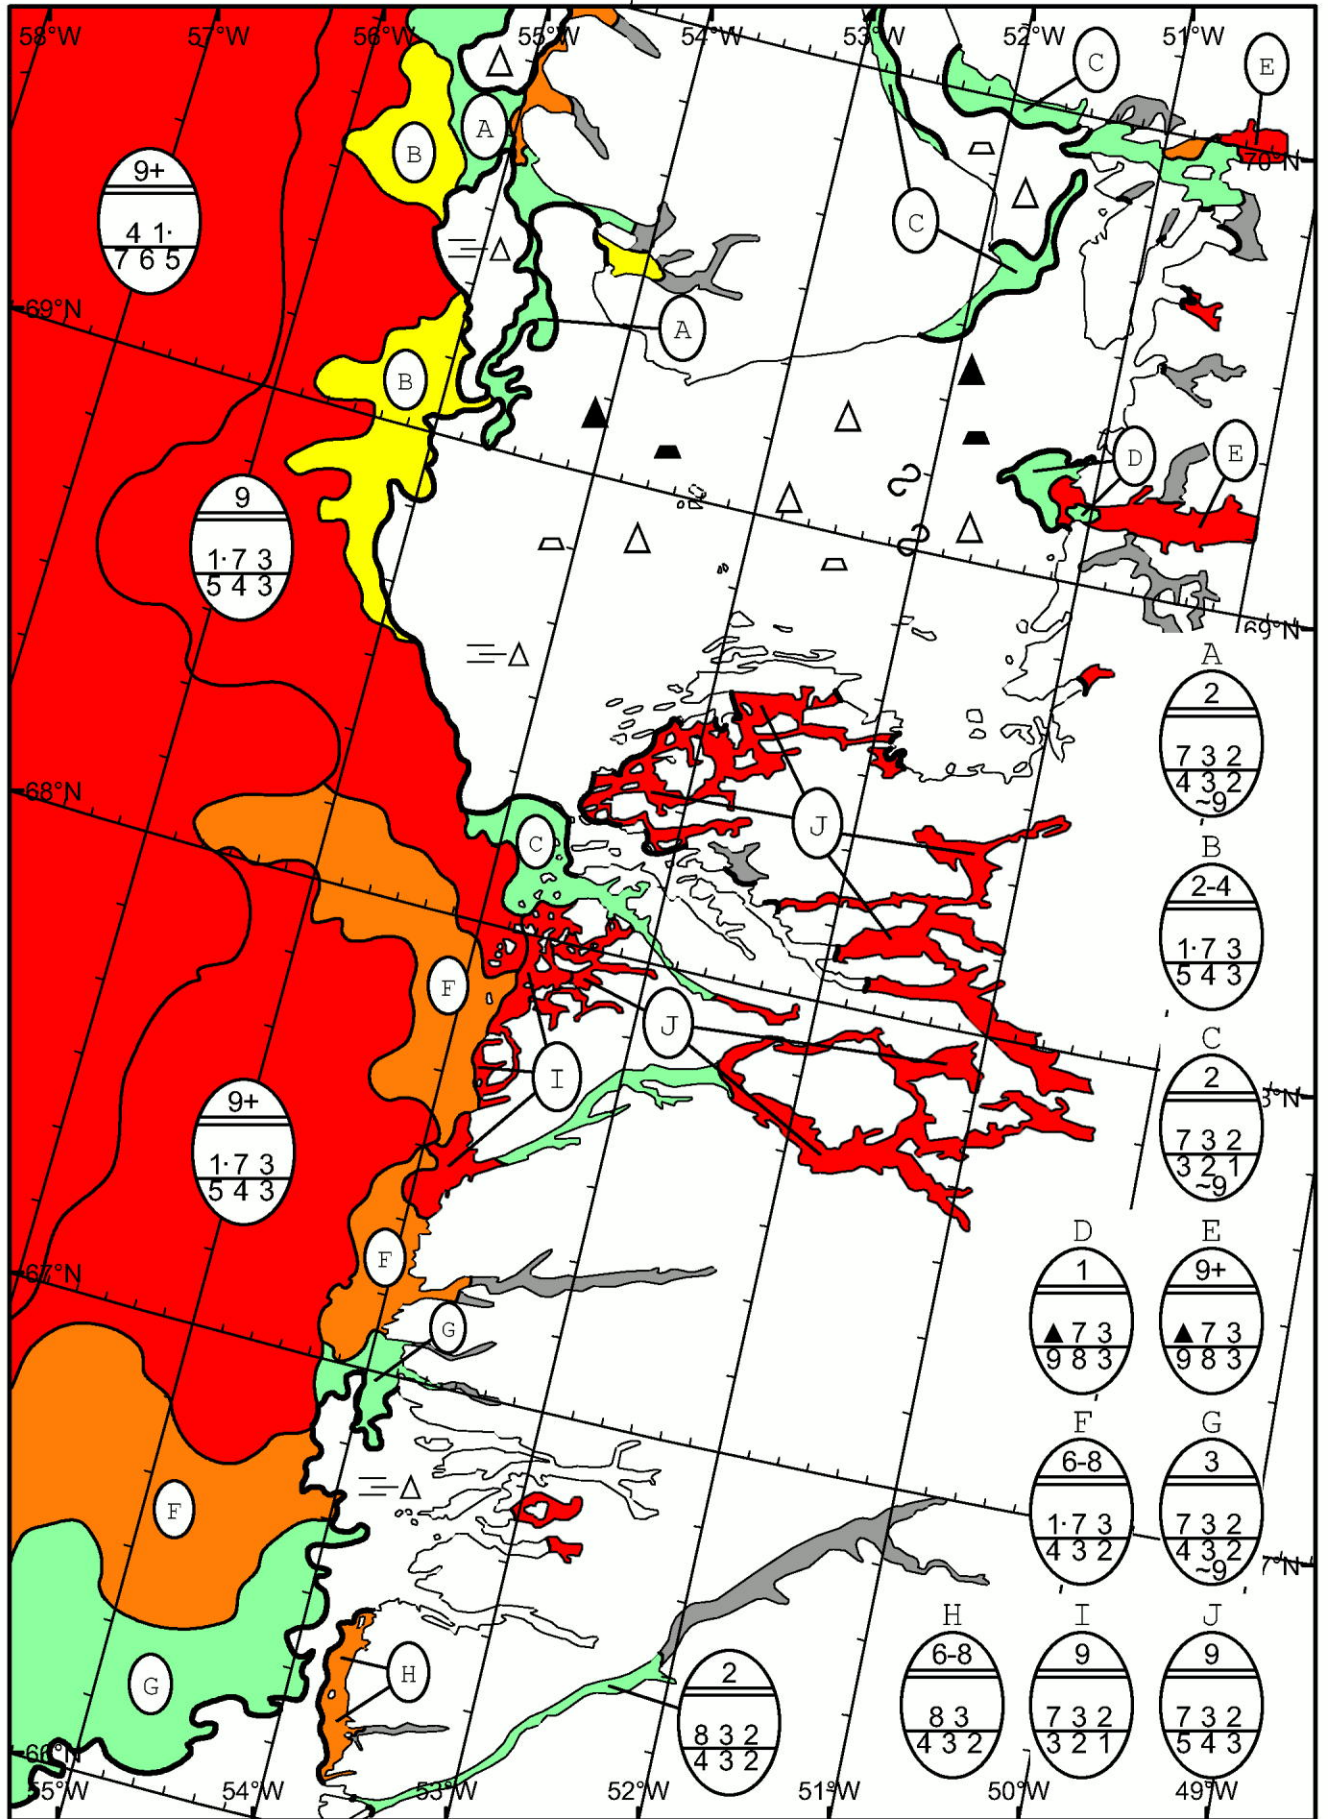 58°W 57°W 56°W 55°W 54°W 53°W 52°W 51°W
C
E
A
B
70°N
9+
4 1·
7 6 5
C
69°N
A
B
D
E
9
1·7 3
5 4 3
69°N
A
2
7 3 2
4 3 2
~9
68°N
J
C
B
2-4
1·7 3
5 4 3
F
J
C
2
7 3 2
3 2 1
~9
I
8°N
9+
1·7 3
5 4 3
D
1
▲ 7 3
9 8 3
E
9+
▲ 7 3
9 8 3
F
67°N
G
F
6-8
1·7 3
4 3 2
G
3
7 3 2
4 3 2
~9
F
7°N
H
6-8
8 3
4 3 2
I
9
7 3 2
3 2 1
J
9
7 3 2
5 4 3
G
H
2
8 3 2
4 3 2
66°N
55°W 54°W 53°W 52°W 51°W 50°W 49°W